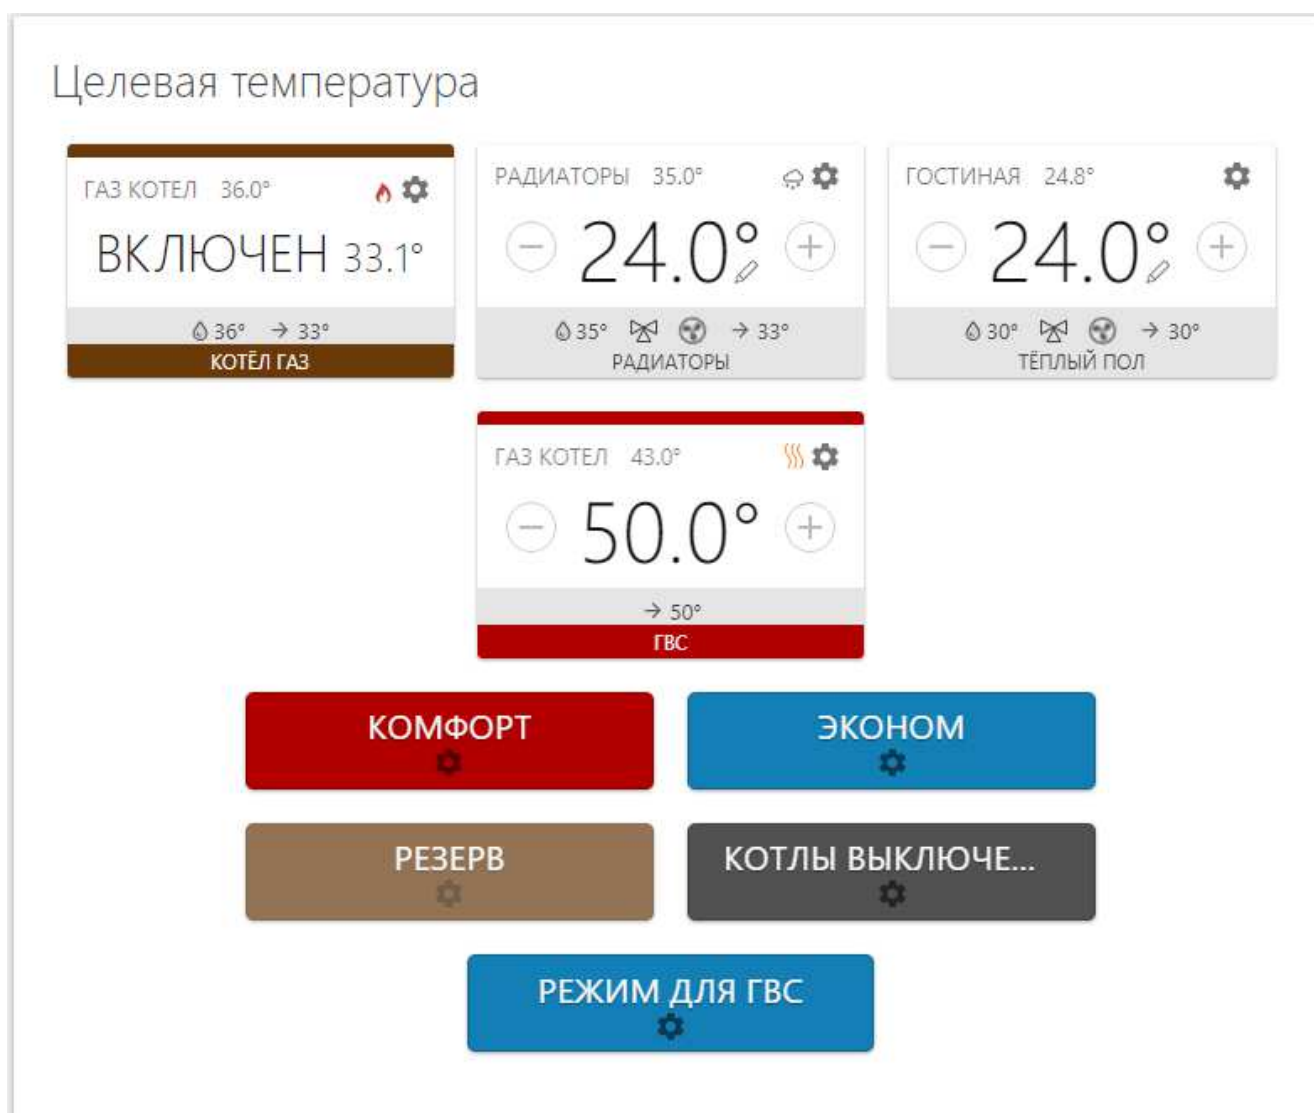 Целевая температура
ГАЗ КОТЕЛ 36.0°
ВКЛЮЧЕН 33.1°
36° → 33°
КОТЁЛ ГАЗ
РАДИАТОРЫ 35.0°
24.0°
35° → 33°
РАДИАТОРЫ
ГОСТИНАЯ 24.8°
24.0°
30° → 30°
ТЁПЛЫЙ ПОЛ
ГАЗ КОТЕЛ 43.0°
50.0°
→ 50°
ГВС
КОМФОРТ
ЭКОНОМ
РЕЗЕРВ
КОТЛЫ ВЫКЛЮЧЕ...
РЕЖИМ ДЛЯ ГВС